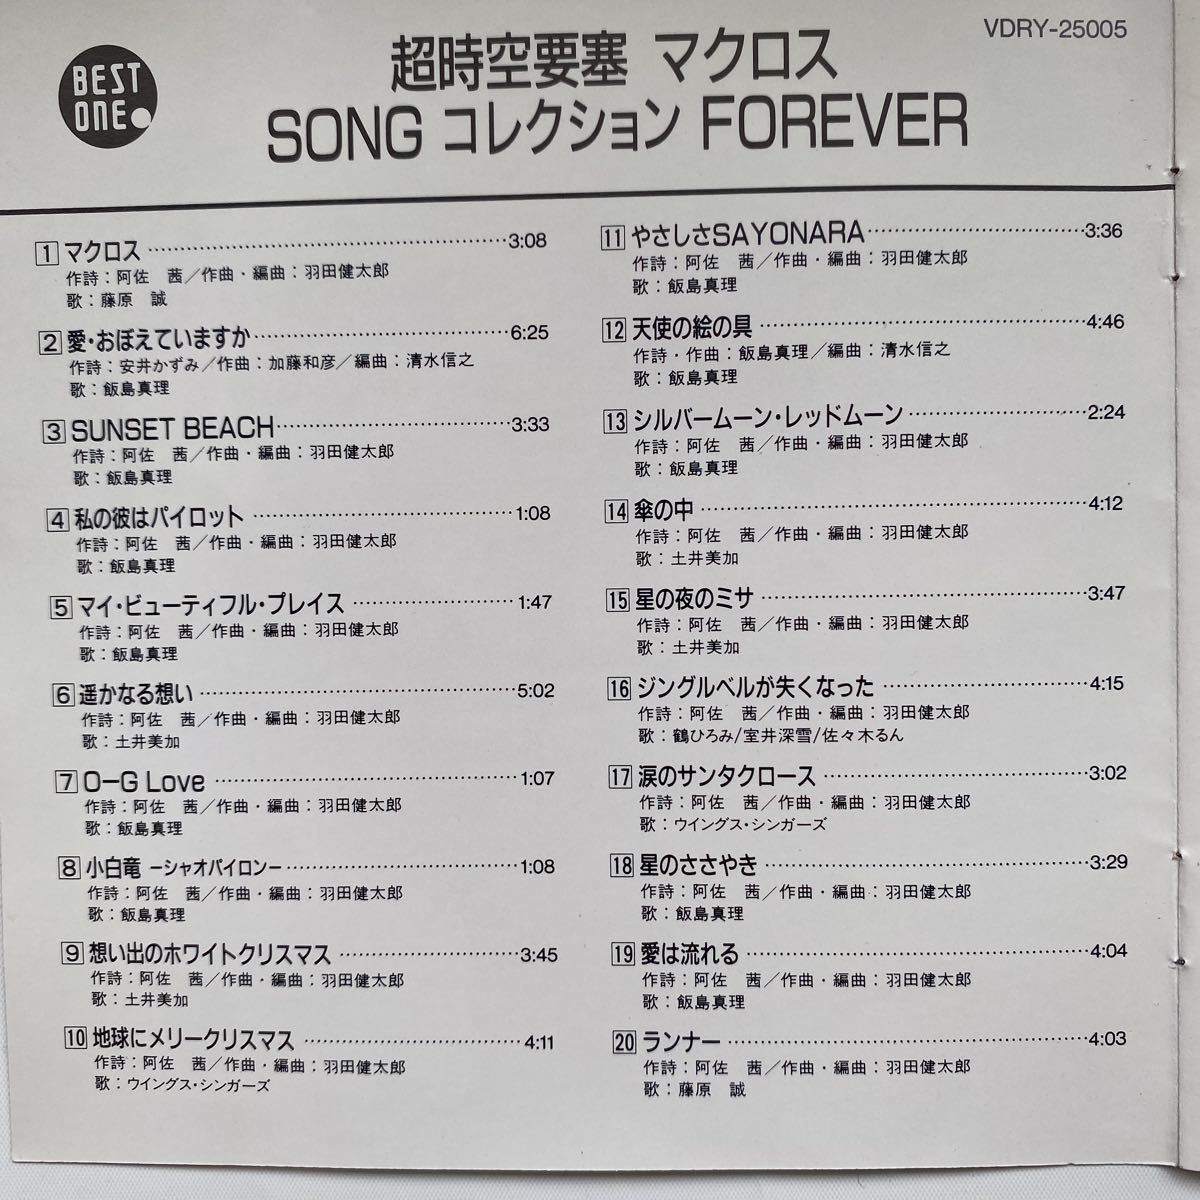 BEST
ONE.
超時空要塞 マクロス
SONG コレクション FOREVER
VDRY-25005
1 マクロス 3:08
作詩：阿佐 茜／作曲・編曲：羽田健太郎
歌：藤原 誠
2 愛・おぼえていますか 6:25
作詩：安井かずみ／作曲：加藤和彦／編曲：清水信之
歌：飯島真理
3 SUNSET BEACH 3:33
作詩：阿佐 茜／作曲・編曲：羽田健太郎
歌：飯島真理
4 私の彼はパイロット 1:08
作詩：阿佐 茜／作曲・編曲：羽田健太郎
歌：飯島真理
5 マイ・ビューティフル・プレイス 1:47
作詩：阿佐 茜／作曲・編曲：羽田健太郎
歌：飯島真理
6 遥かなる想い 5:02
作詩：阿佐 茜／作曲・編曲：羽田健太郎
歌：土井美加
7 O-G Love 1:07
作詩：阿佐 茜／作曲・編曲：羽田健太郎
歌：飯島真理
8 小白竜 ーシャオパイロンー 1:08
作詩：阿佐 茜／作曲・編曲：羽田健太郎
歌：飯島真理
9 想い出のホワイトクリスマス 3:45
作詩：阿佐 茜／作曲・編曲：羽田健太郎
歌：土井美加
10 地球にメリークリスマス 4:11
作詩：阿佐 茜／作曲・編曲：羽田健太郎
歌：ウイングス・シンガーズ
11 やさしさSAYONARA 3:36
作詩：阿佐 茜／作曲・編曲：羽田健太郎
歌：飯島真理
12 天使の絵の具 4:46
作詩・作曲：飯島真理／編曲：清水信之
歌：飯島真理
13 シルバームーン・レッドムーン 2:24
作詩：阿佐 茜／作曲・編曲：羽田健太郎
歌：飯島真理
14 傘の中 4:12
作詩：阿佐 茜／作曲・編曲：羽田健太郎
歌：土井美加
15 星の夜のミサ 3:47
作詩：阿佐 茜／作曲・編曲：羽田健太郎
歌：土井美加
16 ジングルベルが失くなった 4:15
作詩：阿佐 茜／作曲・編曲：羽田健太郎
歌：鶴ひろみ/室井深雪/佐々木るん
17 涙のサンタクロース 3:02
作詩：阿佐 茜／作曲・編曲：羽田健太郎
歌：ウイングス・シンガーズ
18 星のささやき 3:29
作詩：阿佐 茜／作曲・編曲：羽田健太郎
歌：飯島真理
19 愛は流れる 4:04
作詩：阿佐 茜／作曲・編曲：羽田健太郎
歌：飯島真理
20 ランナー 4:03
作詩：阿佐 茜／作曲・編曲：羽田健太郎
歌：藤原 誠